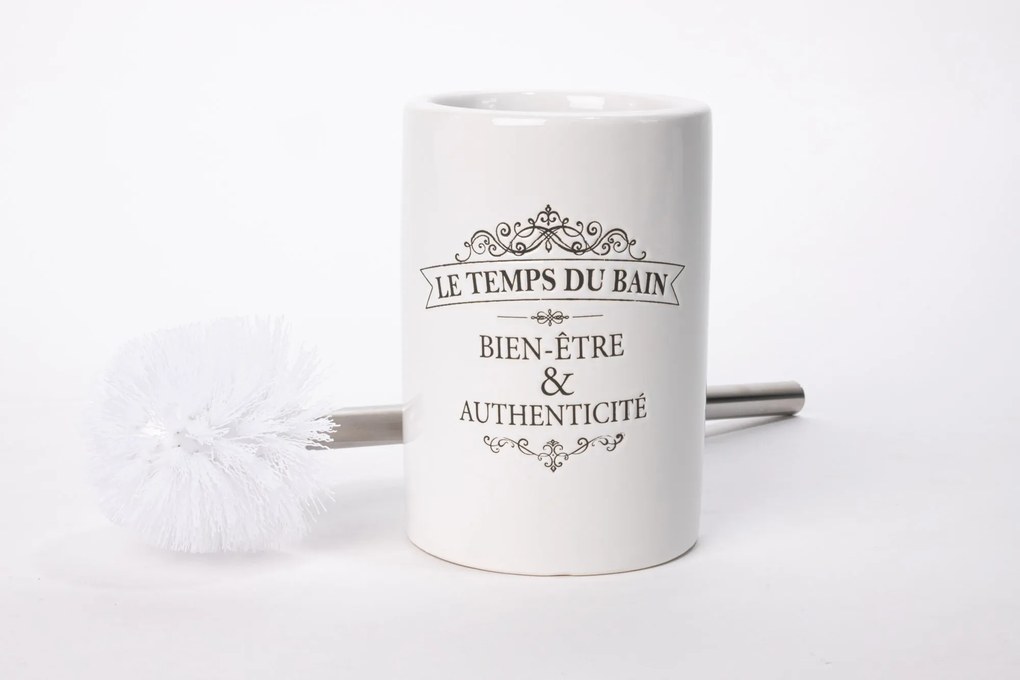 LE TEMPS DU BAIN
BIEN-ÊTRE
&
AUTHENTICITÉ